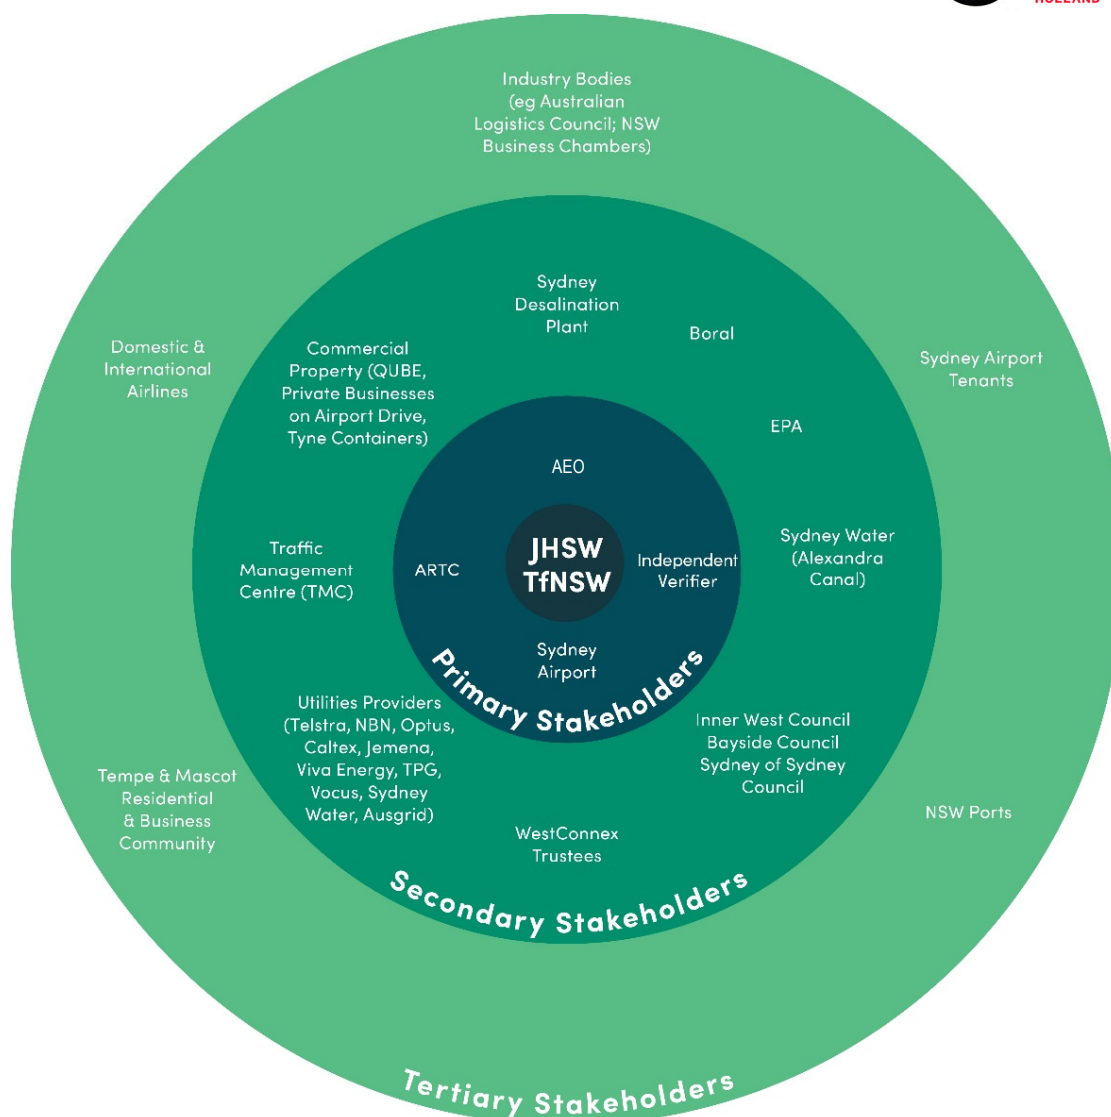 HOLLAND
Industry Bodies
(eg Australian
Logistics Council; NSW
Business Chambers)
Sydney
Desalination
Plant
Boral
Domestic &
International
Airlines
Commercial
Property (QUBE,
Private Businesses
on Airport Drive,
Tyne Containers)
Sydney Airport
Tenants
EPA
AEO
Traffic
Management
Centre (TMC)
ARTC
JHSW
TfNSW
Independent
Verifier
Sydney Water
(Alexandra
Canal)
Sydney
Airport
Primary Stakeholders
Utilities Providers
(Telstra, NBN, Optus,
Caltex, Jemena,
Viva Energy, TPG,
Vocus, Sydney
Water, Ausgrid)
Inner West Council
Bayside Council
Sydney of Sydney
Council
Tempe & Mascot
Residential
& Business
Community
WestConnex
Trustees
NSW Ports
Secondary Stakeholders
Tertiary Stakeholders